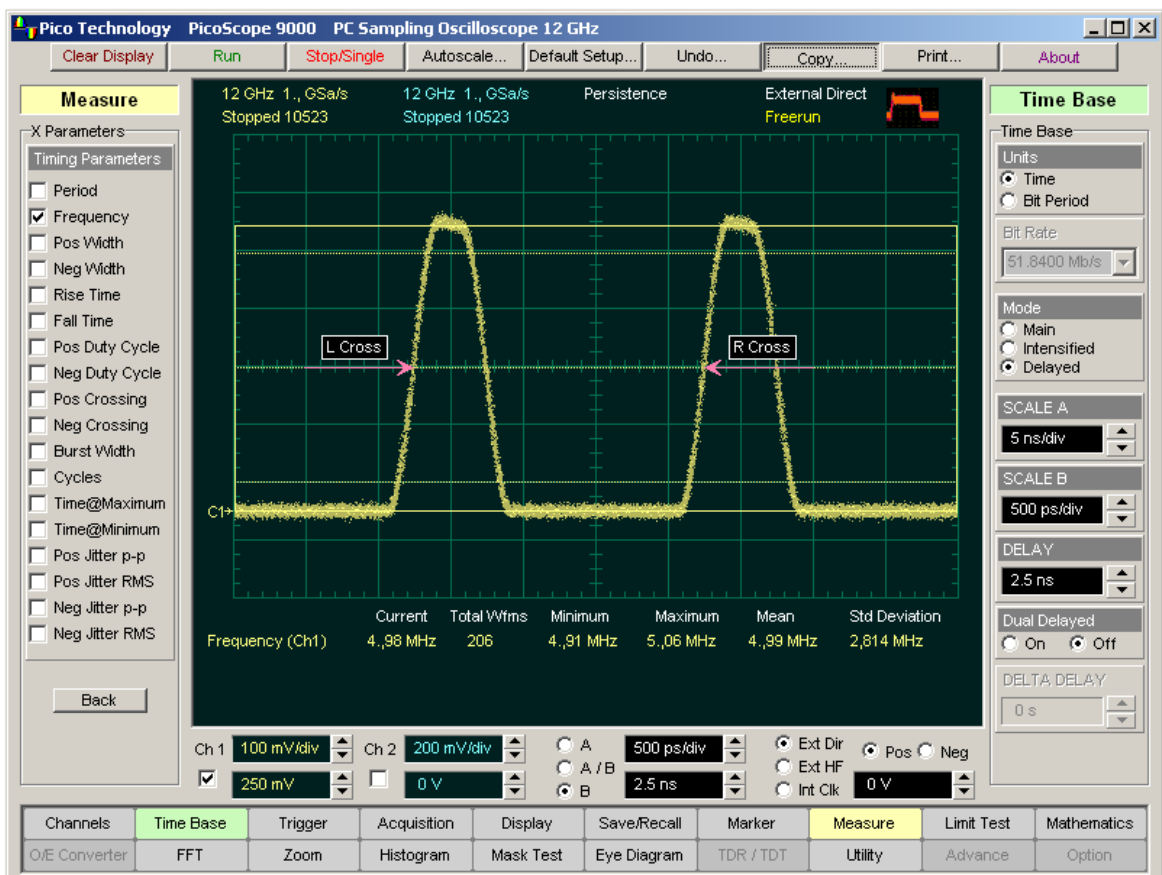 Pico Technology PicoScope 9000 PC Sampling Oscilloscope 12 GHz
Clear Display Run Stop/Single Autoscale... Default Setup... Undo... Copy... Print... About
Measure
X Parameters
Timing Parameters
Period
Frequency
Pos Width
Neg Width
Rise Time
Fall Time
Pos Duty Cycle
Neg Duty Cycle
Pos Crossing
Neg Crossing
Burst Width
Cycles
Time@Maximum
Time@Minimum
Pos Jitter p-p
Pos Jitter RMS
Neg Jitter p-p
Neg Jitter RMS
Back
12 GHz 1., GSa/s 12 GHz 1., GSa/s Persistence External Direct
Stopped 10523 Stopped 10523 Freerun
L Cross R Cross
C1
Current Total Wfms Minimum Maximum Mean Std Deviation
Frequency (Ch1) 4.,98 MHz 206 4.,91 MHz 5.,06 MHz 4.,99 MHz 2,814 MHz
Time Base
Time Base
Units
Time
Bit Period
Bit Rate
51.8400 Mb/s
Mode
Main
Intensified
Delayed
SCALE A
5 ns/div
SCALE B
500 ps/div
DELAY
2.5 ns
Dual Delayed
On Off
DELTA DELAY
0 s
Ch 1 100 mV/div Ch 2 200 mV/div A 500 ps/div Ext Dir Pos Neg
A / B Ext HF
250 mV 0 V B 2.5 ns Int Clk 0 V
Channels Time Base Trigger Acquisition Display Save/Recall Marker Measure Limit Test Mathematics
O/E Converter FFT Zoom Histogram Mask Test Eye Diagram TDR / TDT Utility Advance Option